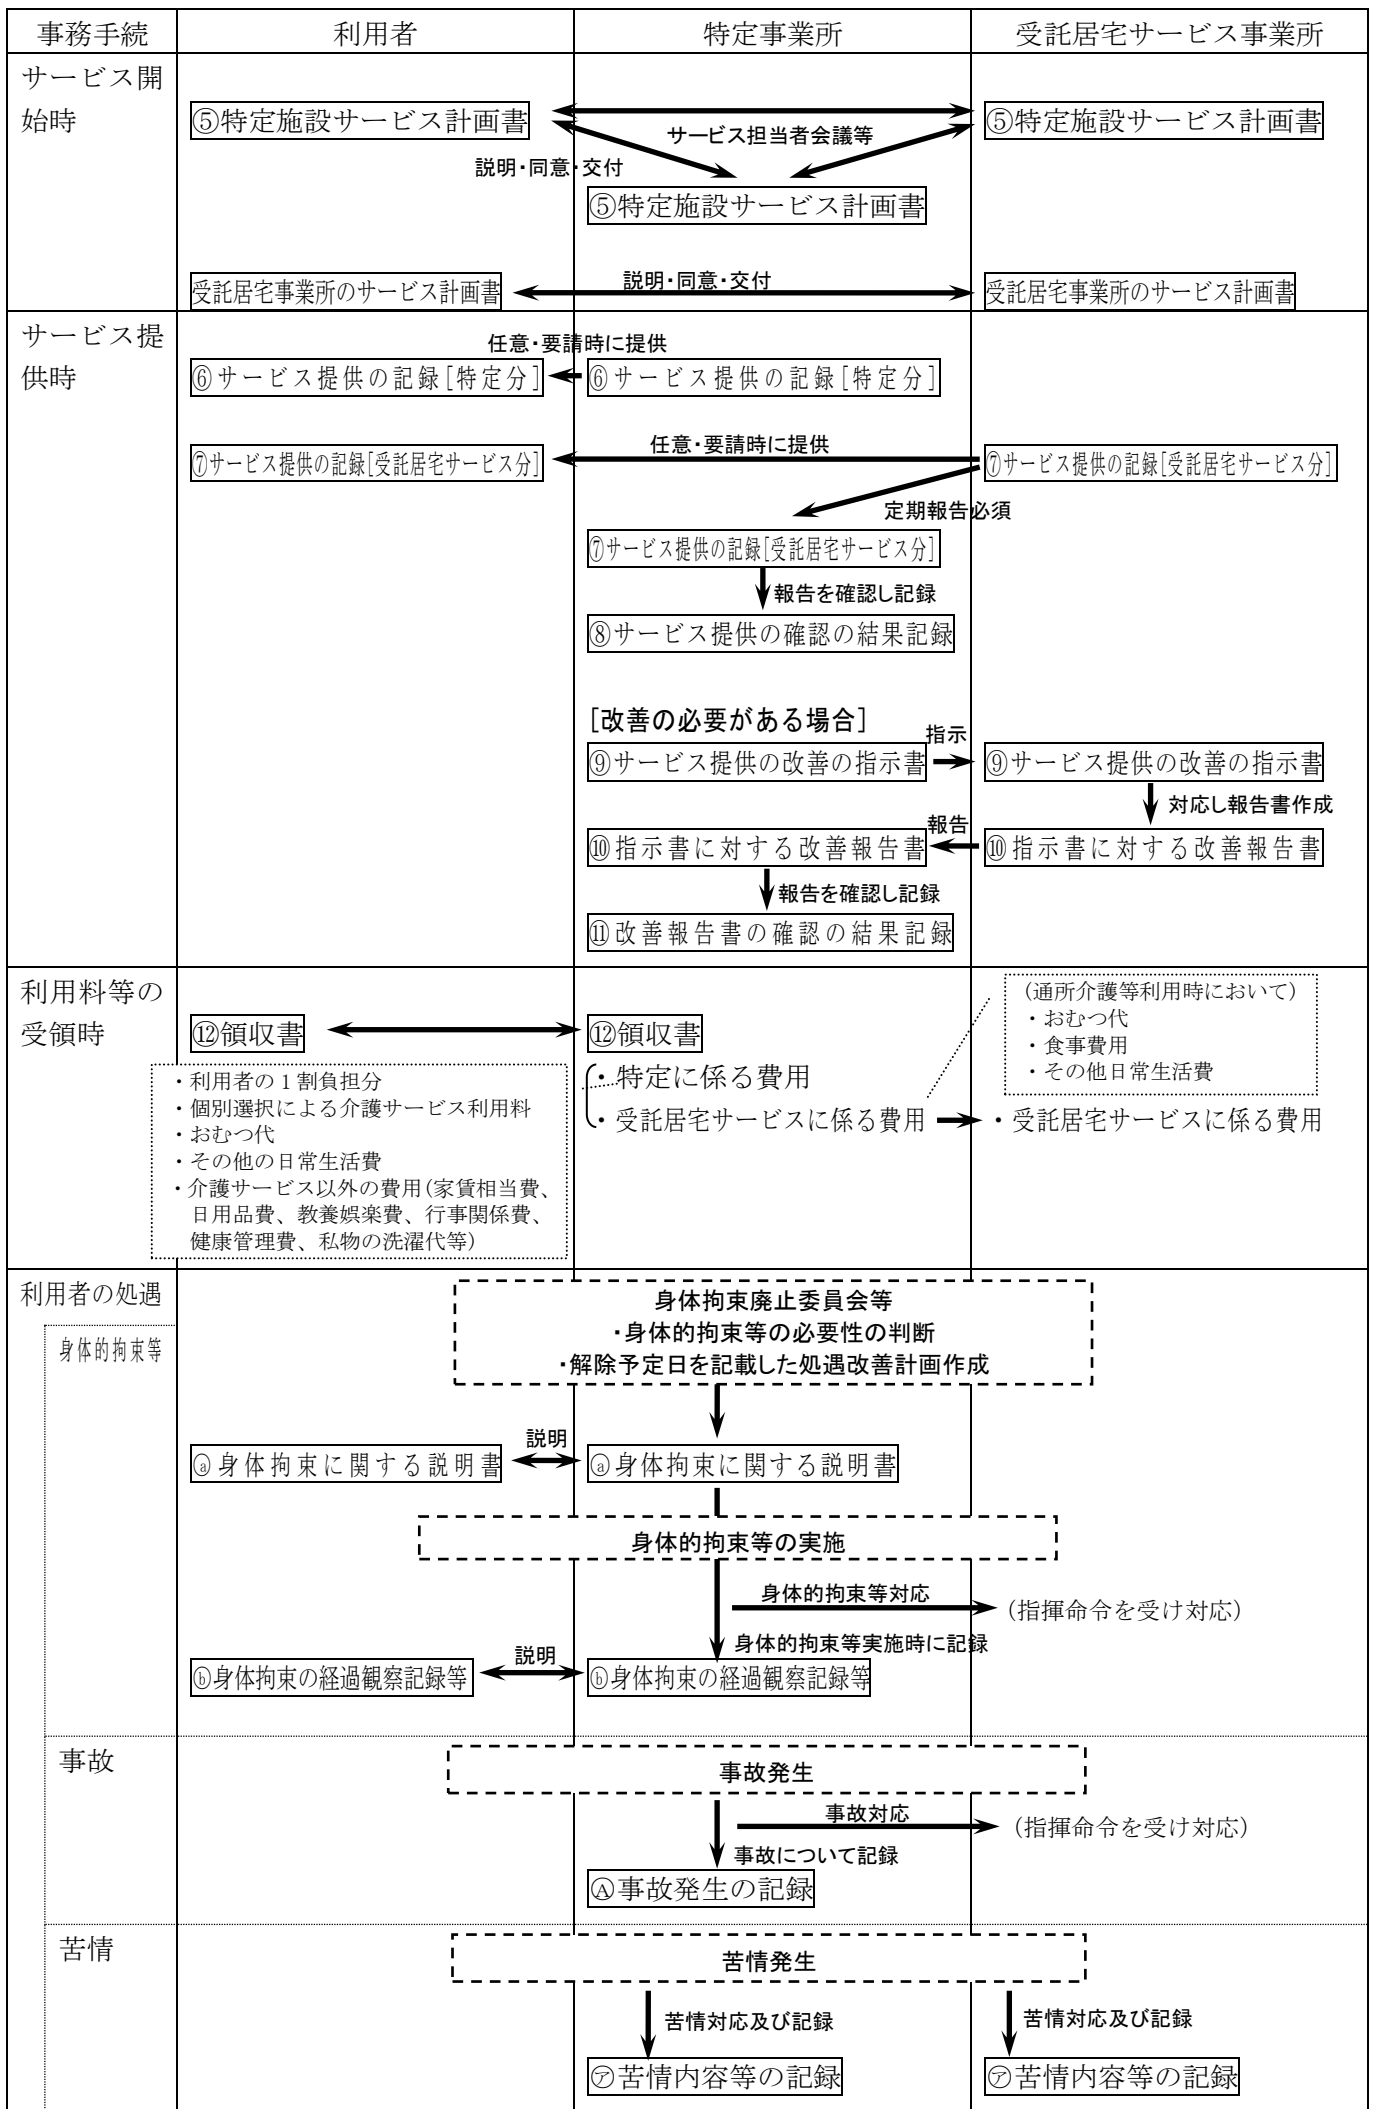 事務手続
利用者
特定事業所
受託居宅サービス事業所
サービス開
始時
⑤特定施設サービス計画書
⑤特定施設サービス計画書
サービス担当者会議等
説明・同意・交付
⑤特定施設サービス計画書
説明・同意・交付
受託居宅事業所のサービス計画書
受託居宅事業所のサービス計画書
サービス提
供時
任意・要請時に提供
⑥サービス提供の記録[特定分]
⑥サービス提供の記録[特定分]
任意・要請時に提供
⑦サービス提供の記録[受託居宅サービス分]
⑦サービス提供の記録[受託居宅サービス分]
定期報告必須
⑦サービス提供の記録[受託居宅サービス分]
報告を確認し記録
⑧サービス提供の確認の結果記録
[改善の必要がある場合]
指示
⑨サービス提供の改善の指示書
⑨サービス提供の改善の指示書
対応し報告書作成
報告
⑩指示書に対する改善報告書
⑩指示書に対する改善報告書
報告を確認し記録
⑪改善報告書の確認の結果記録
利用料等の
受領時
⑫領収書
⑫領収書
・特定に係る費用
・受託居宅サービスに係る費用
・受託居宅サービスに係る費用
(通所介護等利用時において)
・おむつ代
・食事費用
・その他日常生活費
・利用者の1割負担分
・個別選択による介護サービス利用料
・おむつ代
・その他の日常生活費
・介護サービス以外の費用(家賃相当費、
日用品費、教養娯楽費、行事関係費、
健康管理費、私物の洗濯代等)
利用者の処遇
身体的拘束等
身体拘束廃止委員会等
・身体的拘束等の必要性の判断
・解除予定日を記載した処遇改善計画作成
説明
ⓐ身体拘束に関する説明書
ⓐ身体拘束に関する説明書
身体的拘束等の実施
身体的拘束等対応
(指揮命令を受け対応)
身体的拘束等実施時に記録
説明
ⓑ身体拘束の経過観察記録等
ⓑ身体拘束の経過観察記録等
事故
事故発生
事故対応
(指揮命令を受け対応)
事故について記録
Ⓐ事故発生の記録
苦情
苦情発生
苦情対応及び記録
苦情対応及び記録
㋐苦情内容等の記録
㋐苦情内容等の記録